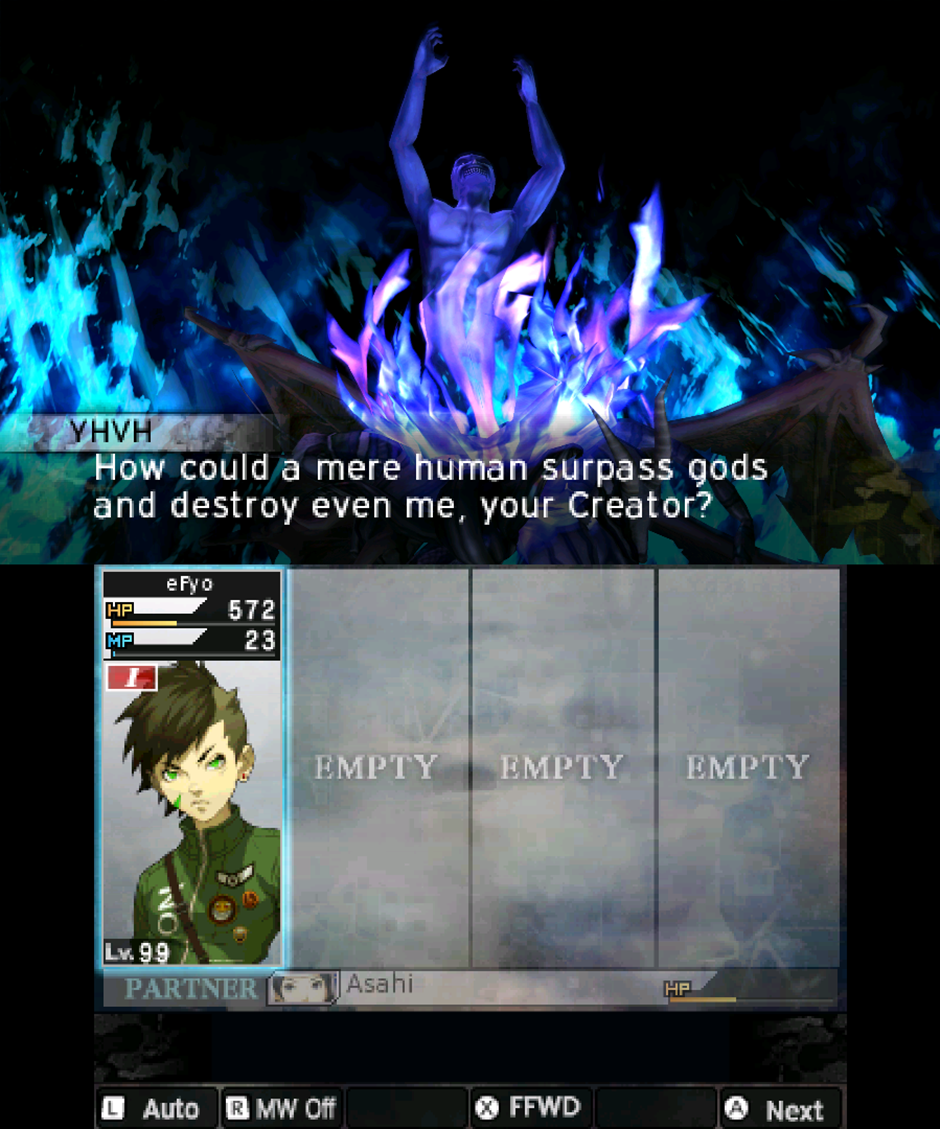 YHVH
How could a mere human surpass gods
and destroy even me, your Creator?
eFyo
HP 572
MP 23
I
NO
Lv.99
EMPTY
EMPTY
EMPTY
PARTNER Asahi HP
L Auto R MW Off X FFWD A Next